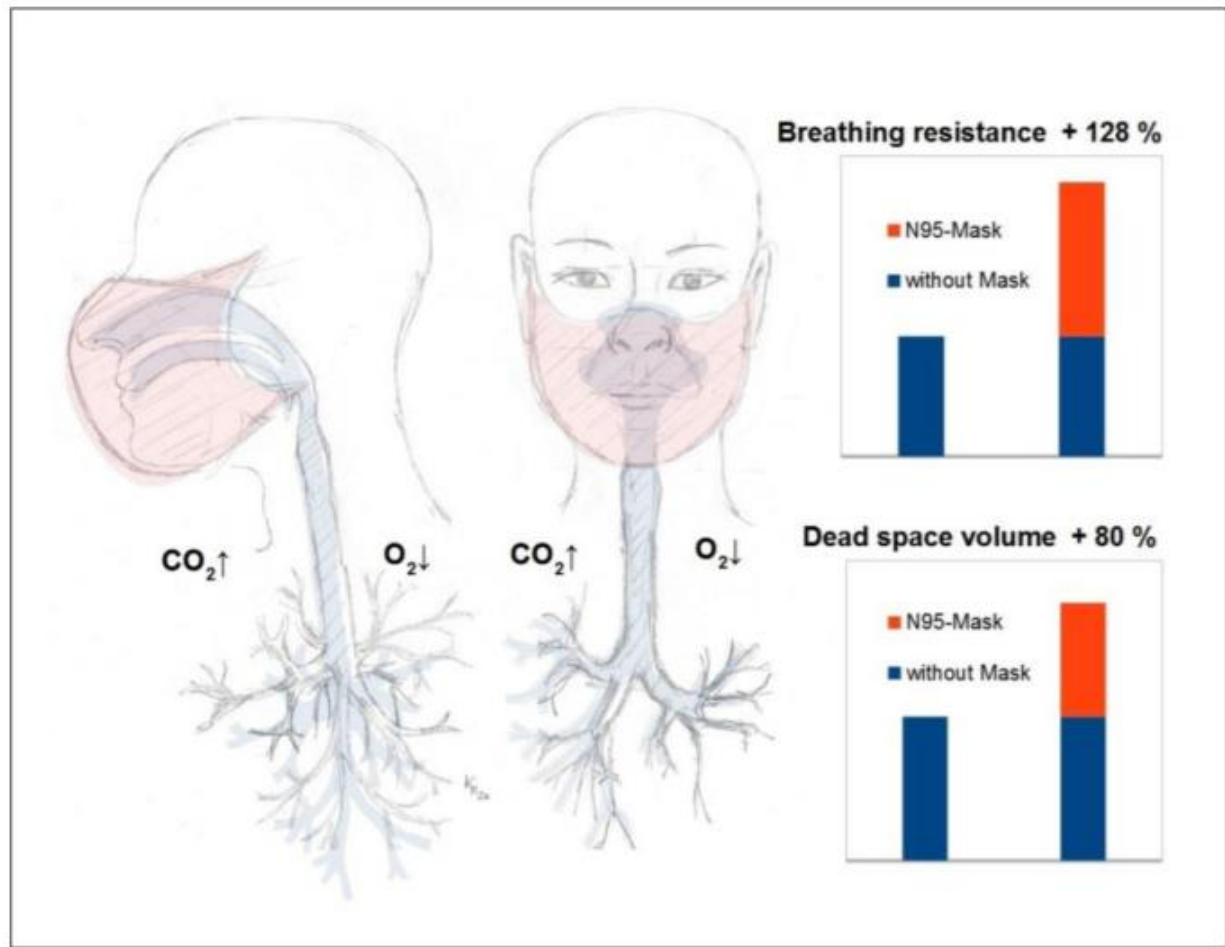 Breathing resistance + 128 %
N95-Mask
without Mask
CO₂↑
O₂↓
CO₂↑
O₂↓
Dead space volume + 80 %
N95-Mask
without Mask